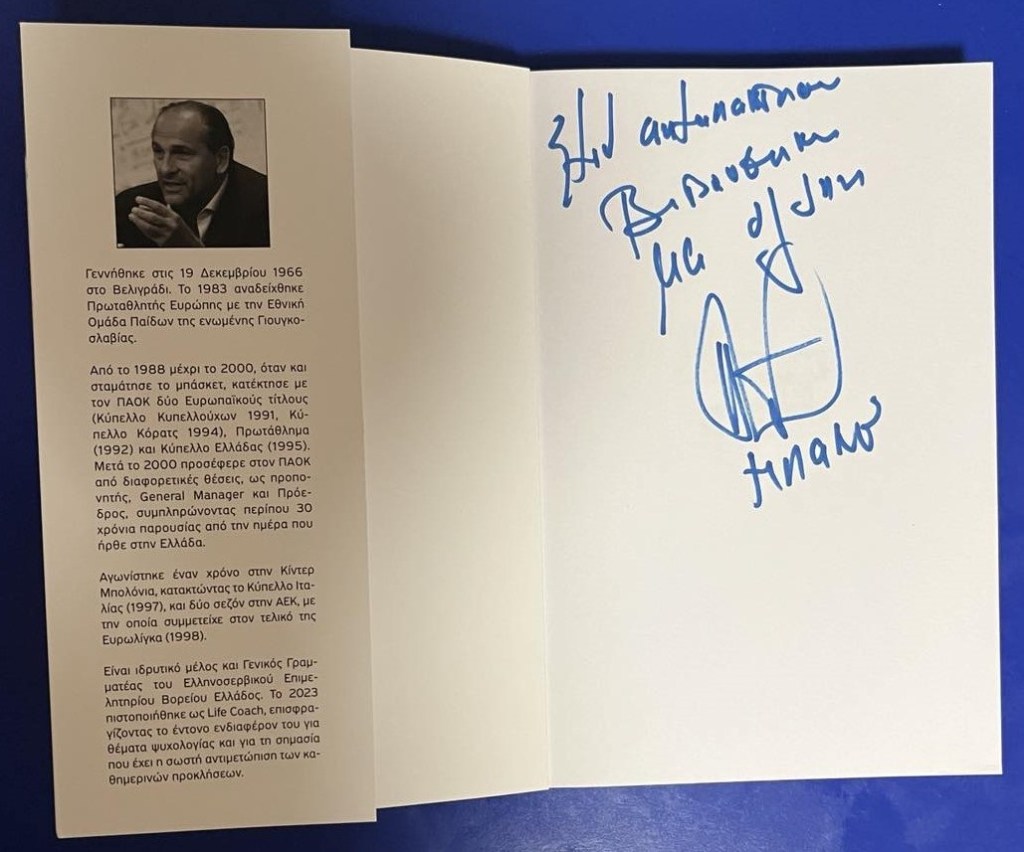 Γεννήθηκε στις 19 Δεκεμβρίου 1966
στο Βελιγράδι. Το 1983 αναδείχθηκε
Πρωταθλητής Ευρώπης με την Εθνική
Ομάδα Παίδων της ενωμένης Γιουγκο-
σλαβίας.
Από το 1988 μέχρι το 2000, όταν και
σταμάτησε το μπάσκετ, κατέκτησε με
τον ΠΑΟΚ δύο Ευρωπαϊκούς τίτλους
(Κύπελλο Κυπελλούχων 1991, Κύ-
πελλο Κόρατς 1994), Πρωτάθλημα
(1992) και Κύπελλο Ελλάδας (1995).
Μετά το 2000 προσέφερε στον ΠΑΟΚ
από διαφορετικές θέσεις, ως προπο-
νητής, General Manager και Πρόε-
δρος, συμπληρώνοντας περίπου 30
χρόνια παρουσίας από την ημέρα που
ήρθε στην Ελλάδα.
Αγωνίστηκε έναν χρόνο στην Κίντερ
Μπολόνια, κατακτώντας το Κύπελλο Ιτα-
λίας (1997), και δύο σεζόν στην ΑΕΚ, με
την οποία συμμετείχε στον τελικό της
Ευρωλίγκα (1998).
Είναι ιδρυτικό μέλος και Γενικός Γραμ-
ματέας του Ελληνοσερβικού Επιμε-
λητηρίου Βορείου Ελλάδος. Το 2023
πιστοποιήθηκε ως Life Coach, επισφρα-
γίζοντας το έντονο ενδιαφέρον του για
θέματα ψυχολογίας και για τη σημασία
που έχει η σωστή αντιμετώπιση των κα-
θημερινών προκλήσεων.
με